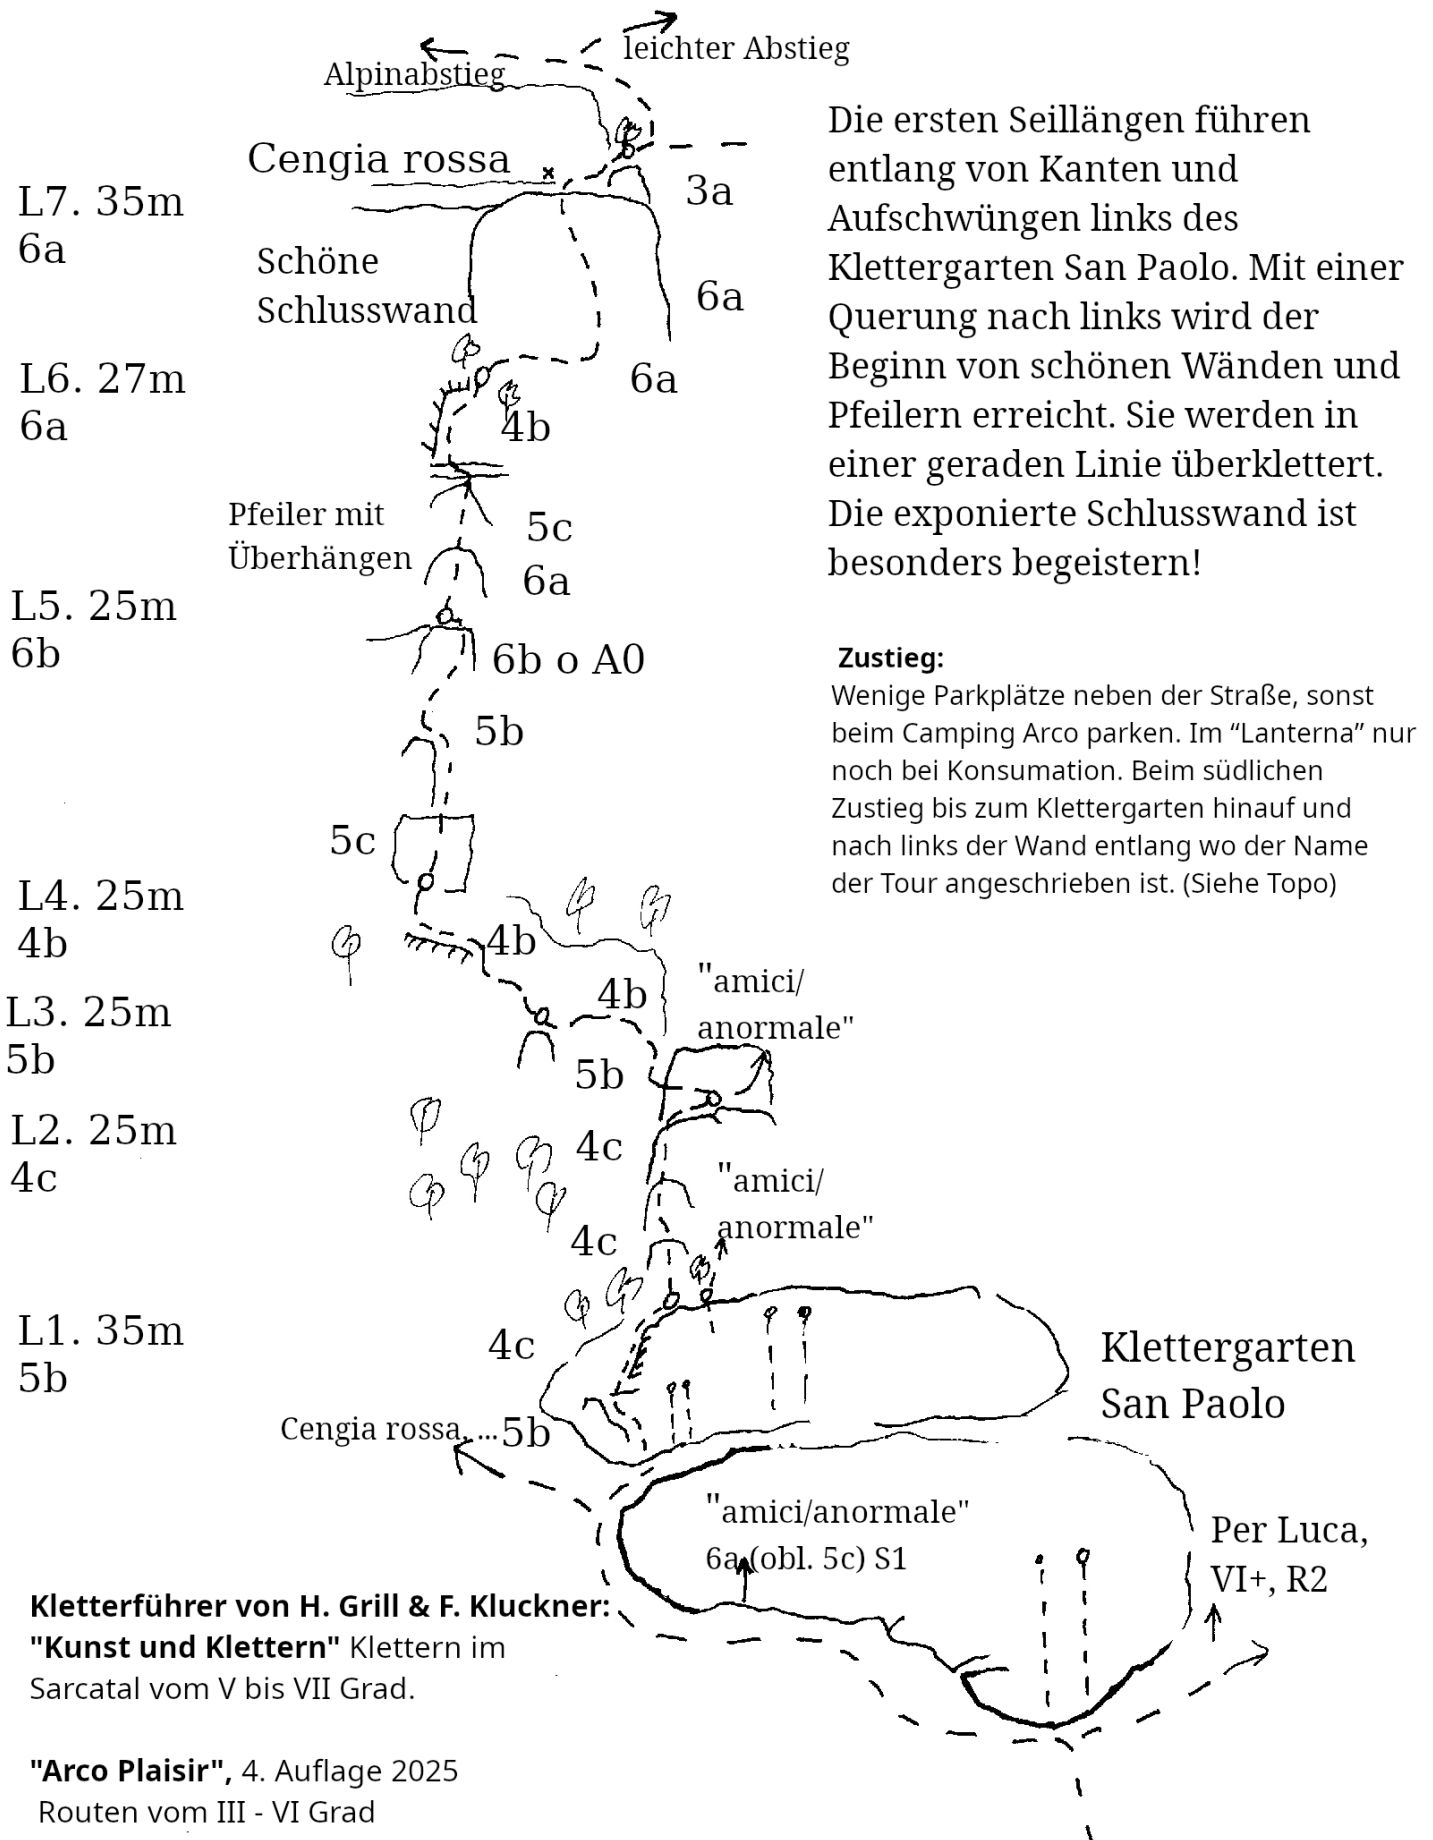 leichter Abstieg
Alpinabstieg
Cengia rossa
3a
L7. 35m
6a
Schöne
Schlusswand
6a
L6. 27m
6a
6a
4b
Pfeiler mit
Überhängen
5c
6a
L5. 25m
6b
6b o A0
5b
5c
L4. 25m
4b
4b
4b
"amici/
anormale"
L3. 25m
5b
5b
L2. 25m
4c
4c
"amici/
anormale"
4c
L1. 35m
5b
4c
Klettergarten
San Paolo
Cengia rossa, ...
5b
"amici/anormale"
6a (obl. 5c) S1
Per Luca,
VI+, R2
Die ersten Seillängen führen
entlang von Kanten und
Aufschwüngen links des
Klettergarten San Paolo. Mit einer
Querung nach links wird der
Beginn von schönen Wänden und
Pfeilern erreicht. Sie werden in
einer geraden Linie überklettert.
Die exponierte Schlusswand ist
besonders begeistern!
Zustieg:
Wenige Parkplätze neben der Straße, sonst
beim Camping Arco parken. Im “Lanterna” nur
noch bei Konsumation. Beim südlichen
Zustieg bis zum Klettergarten hinauf und
nach links der Wand entlang wo der Name
der Tour angeschrieben ist. (Siehe Topo)
Kletterführer von H. Grill & F. Kluckner:
"Kunst und Klettern" Klettern im
Sarcatal vom V bis VII Grad.
"Arco Plaisir", 4. Auflage 2025
Routen vom III - VI Grad